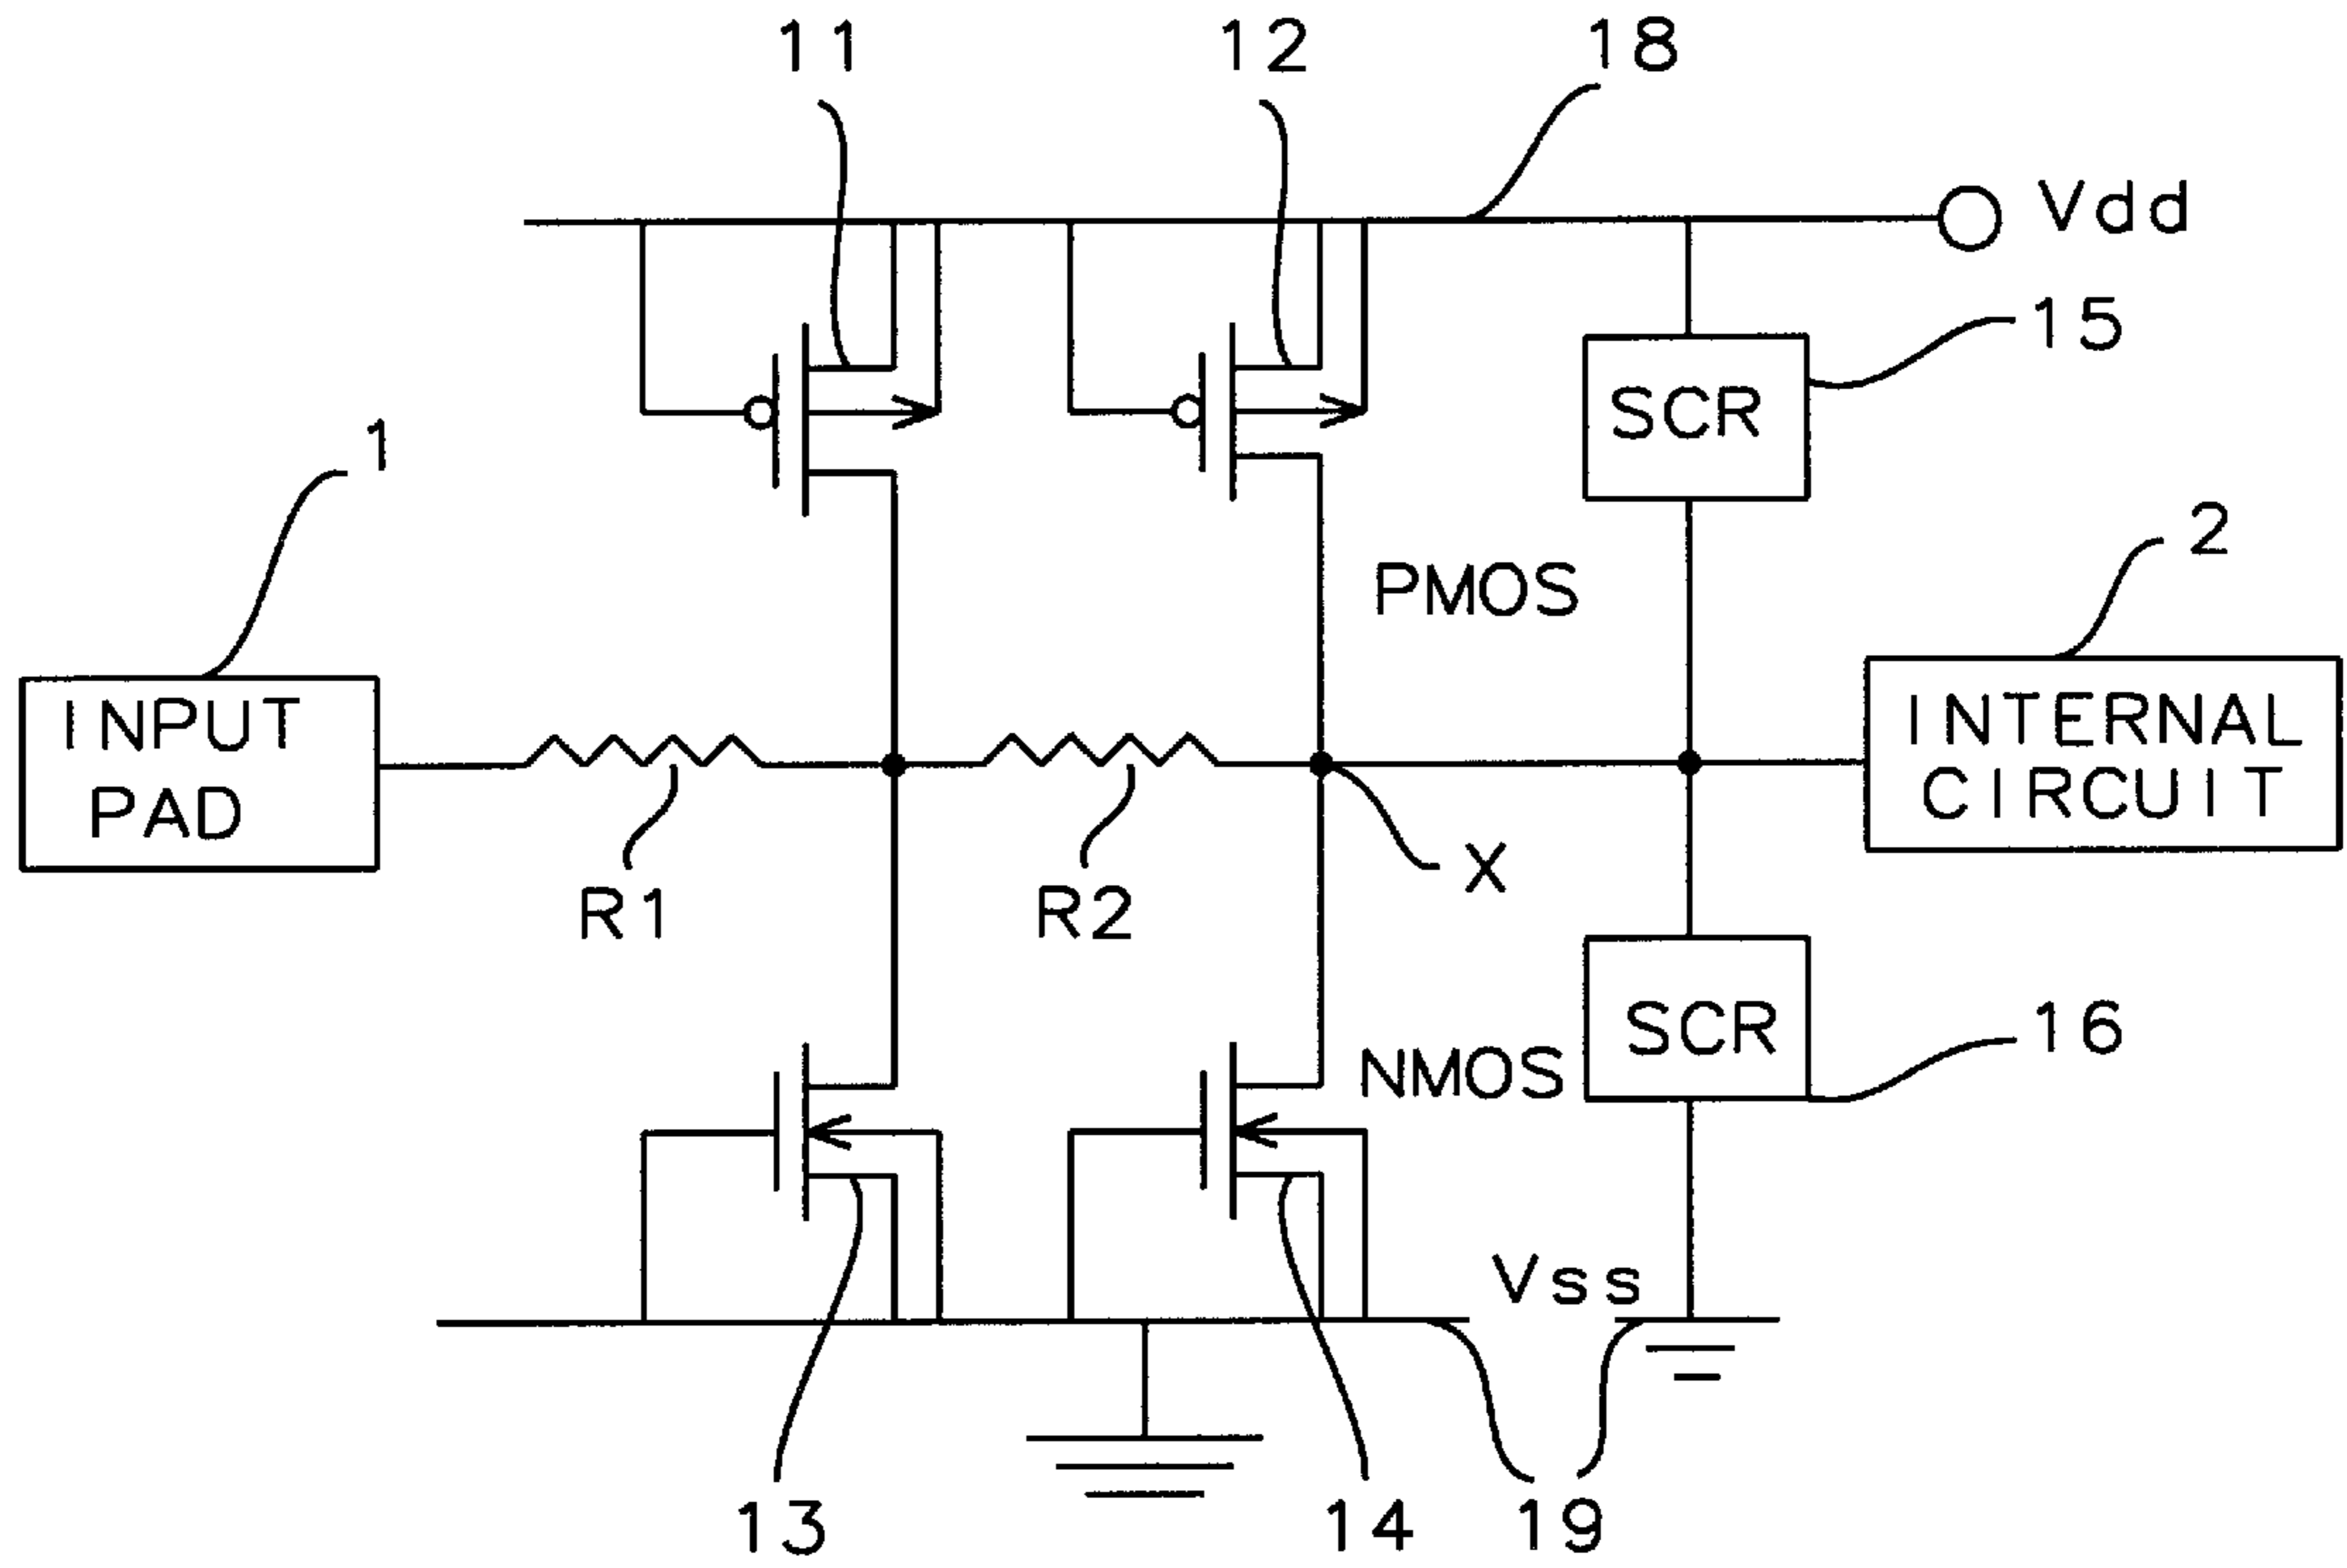 11
12
18
Vdd
15
SCR
1
2
PMOS
INPUT
PAD
INTERNAL
CIRCUIT
R1
R2
X
SCR
16
NMOS
Vss
13
14
19